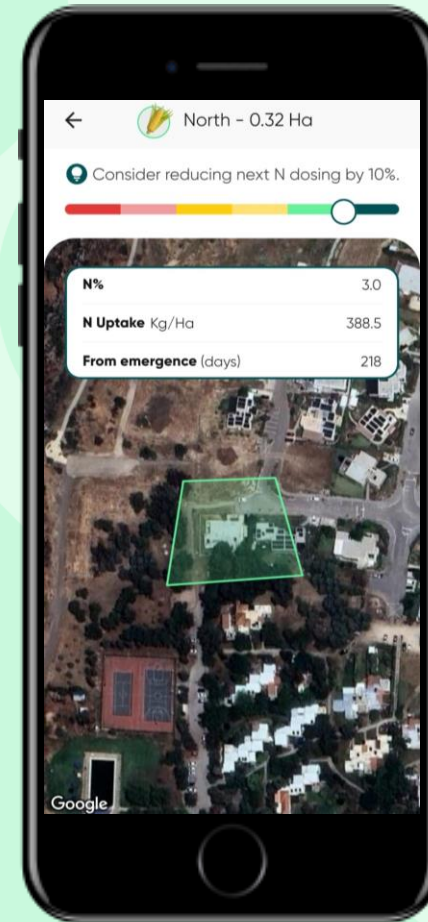 North - 0.32 Ha
Consider reducing next N dosing by 10%.
N% 3.0
N Uptake Kg/Ha 388.5
From emergence (days) 218
Google